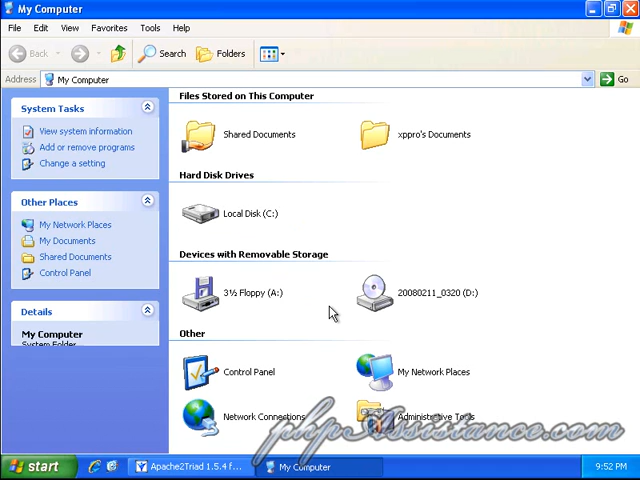 My Computer
File Edit View Favorites Tools Help
Back Search Folders
Address My Computer Go
System Tasks
View system information
Add or remove programs
Change a setting
Other Places
My Network Places
My Documents
Shared Documents
Control Panel
Details
My Computer
System Folder
Files Stored on This Computer
Shared Documents xppro's Documents
Hard Disk Drives
Local Disk (C:)
Devices with Removable Storage
3½ Floppy (A:) 20080211_0320 (D:)
Other
Control Panel My Network Places
Network Connections Administrative Tools
phpAssistance.com
start Apache2Triad 1.5.4 f... My Computer 9:52 PM